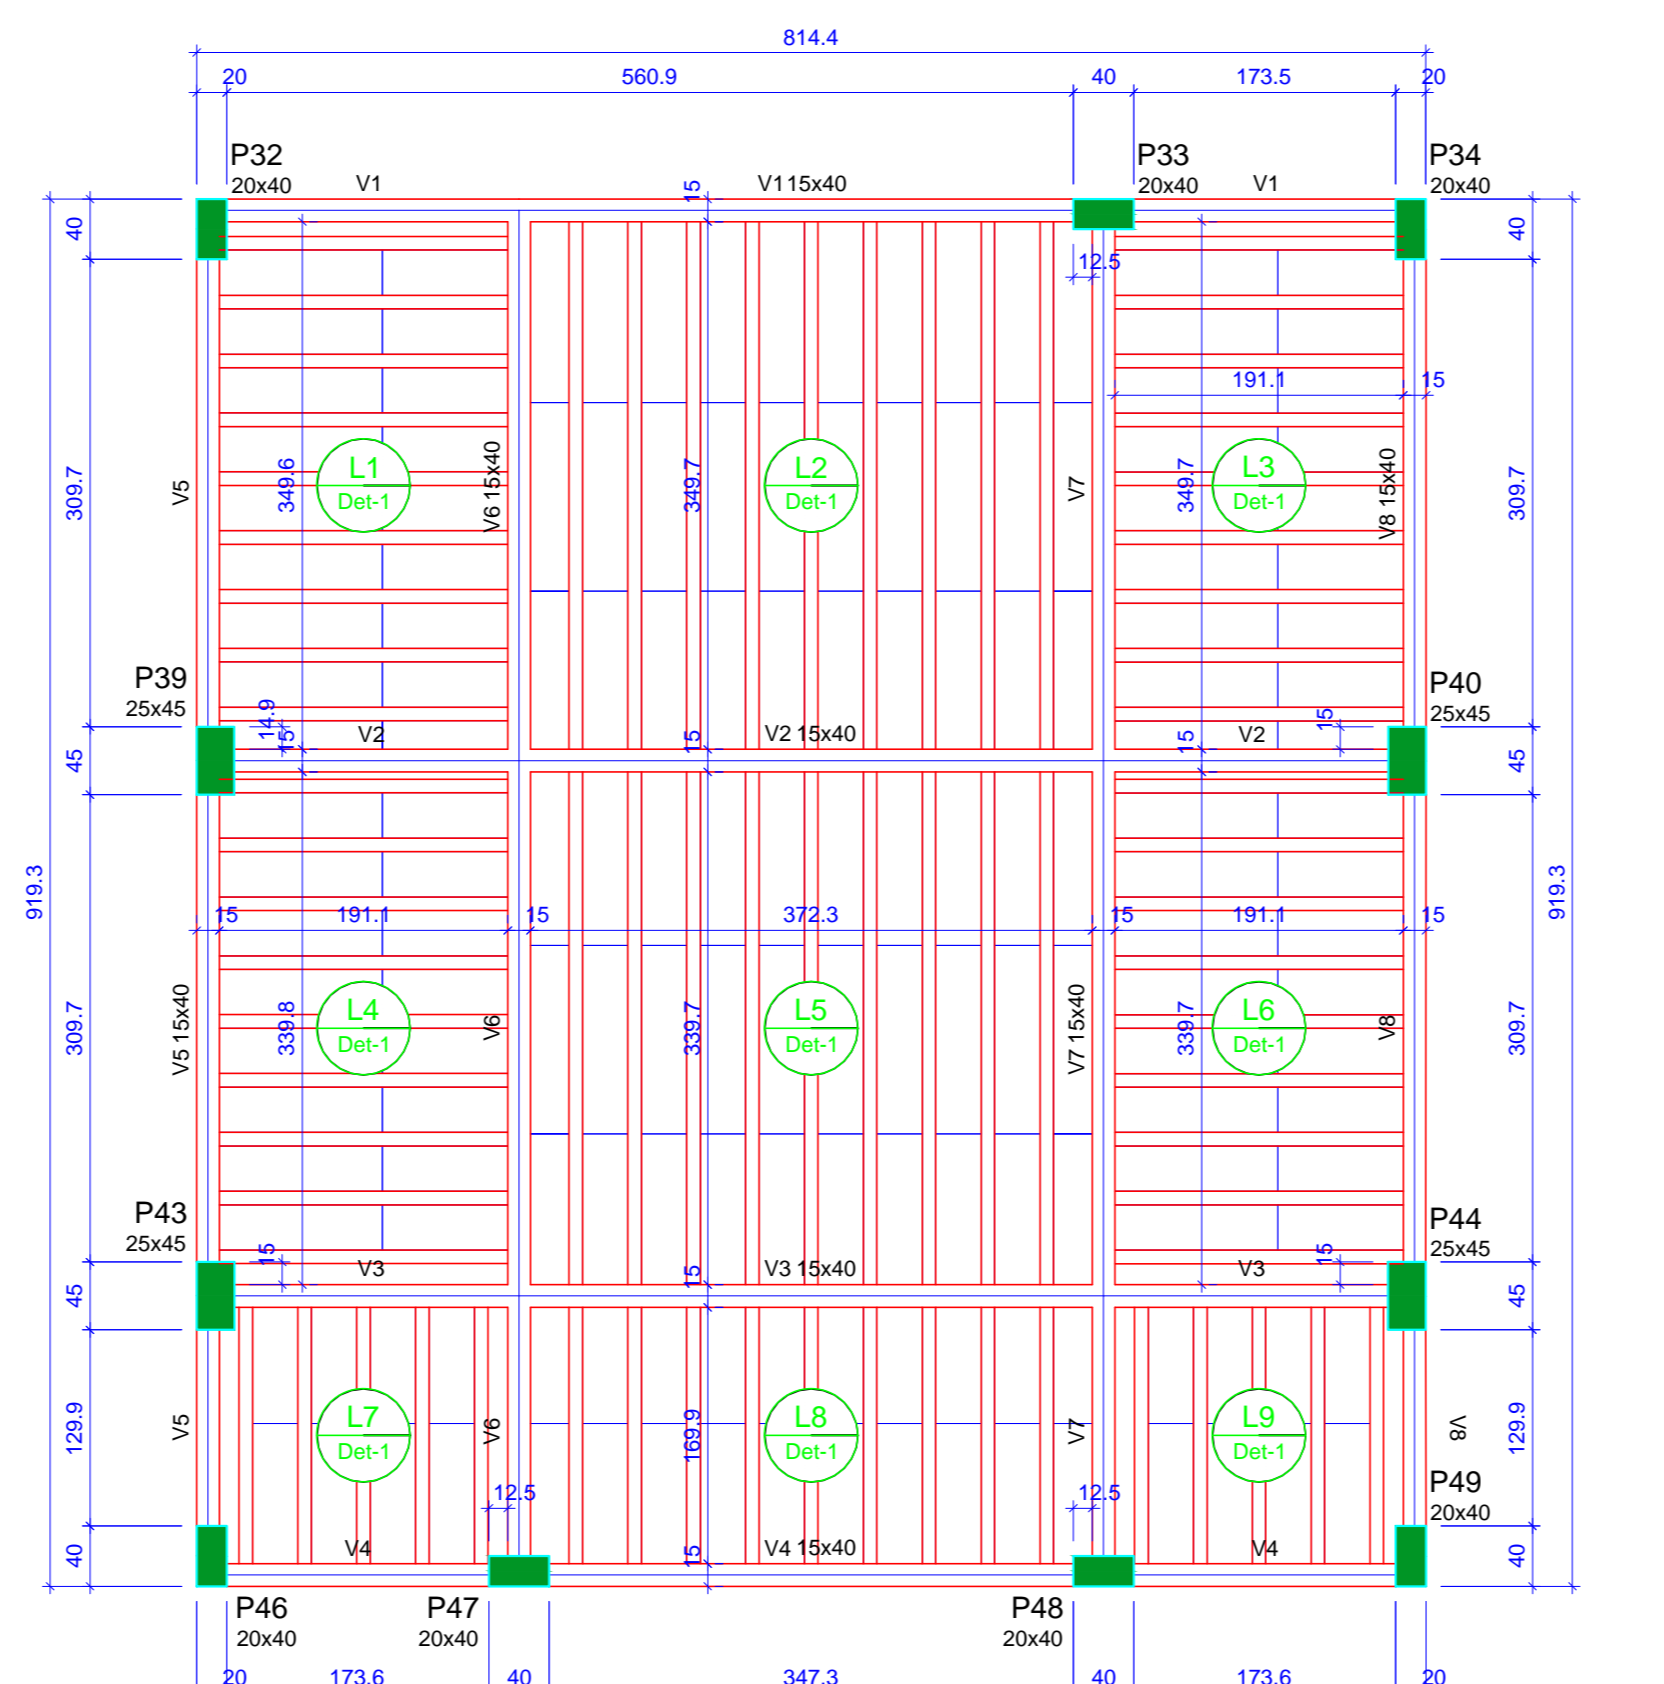 814.4
20 560.9 40 173.5 20
P32
20x40
V1
15
V1 15x40
P33
20x40
V1
P34
20x40
40
40
12.5
191.1 15
309.7
V5
349.6
L1
Det-1
V6 15x40
349.7
L2
Det-1
V7
349.7
L3
Det-1
V8 15x40
309.7
P39
25x45
14.9
15
V2
15
V2 15x40
15
V2
15
P40
25x45
45
45
919.3
919.3
15 191.1 15 372.3 15 191.1 15
309.7
V5 15x40
339.8
L4
Det-1
V6
339.7
L5
Det-1
V7 15x40
339.7
L6
Det-1
V8
309.7
P43
25x45
15
V3
15
V3 15x40
V3
15
P44
25x45
45
45
129.9
V5
L7
Det-1
V6
169.9
L8
Det-1
V7
L9
Det-1
V8
129.9
12.5
12.5
P49
20x40
40
V4
15
V4 15x40
V4
40
P46
20x40
P47
20x40
P48
20x40
20 173.6 40 347.3 40 173.6 20